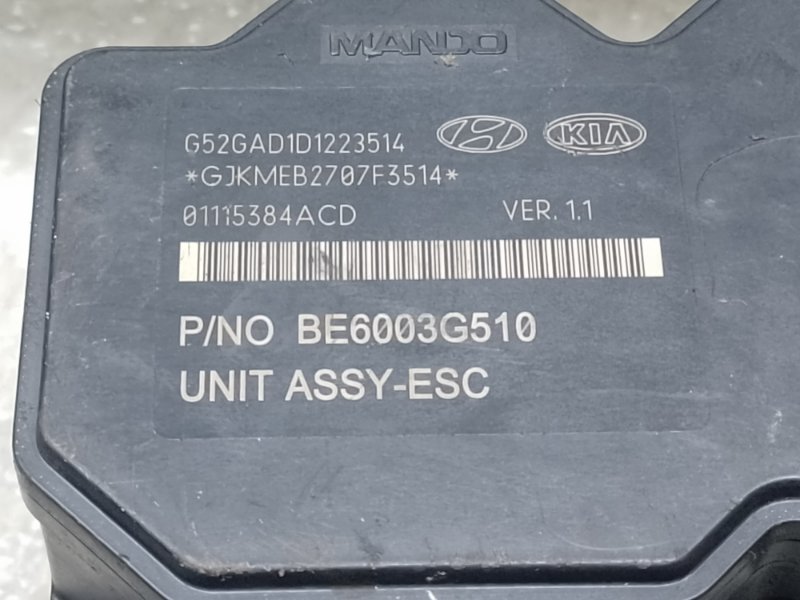 MANDO
G52GAD1D1223514
KIA
*GJKMEB2707F3514*
01115384ACD VER. 1.1
P/NO BE6003G510
UNIT ASSY-ESC